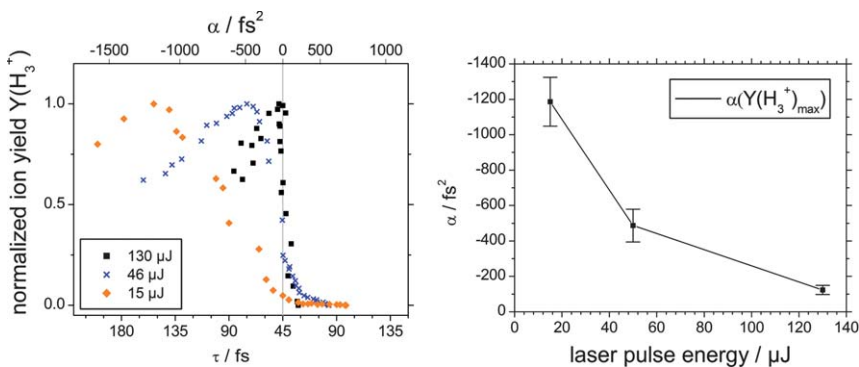 α / fs²
-1500 -1000 -500 0 500 1000
normalized ion yield Y(H₃⁺)
1.0
0.5
0.0
130 µJ
46 µJ
15 µJ
180 135 90 45 90 135
τ / fs
-1400
-1200
-1000
-800
-600
-400
-200
0
α / fs²
α(Y(H₃⁺)max)
0 20 40 60 80 100 120 140
laser pulse energy / µJ